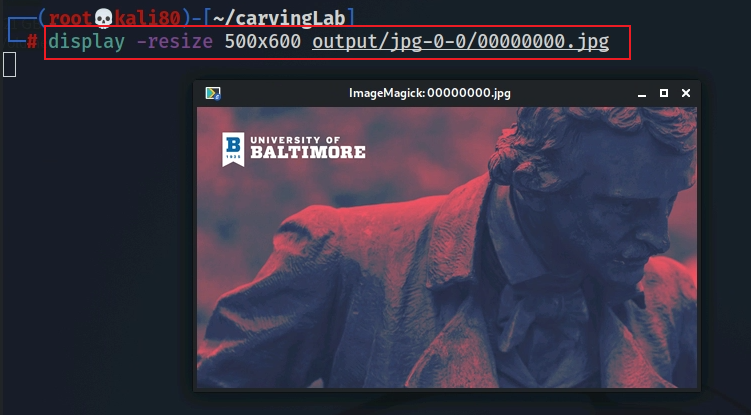 ┌──(root💀kali80)-[~/carvingLab]
└─# display -resize 500x600 output/jpg-0-0/00000000.jpg
ImageMagick: 00000000.jpg
B
1925
UNIVERSITY OF
BALTIMORE